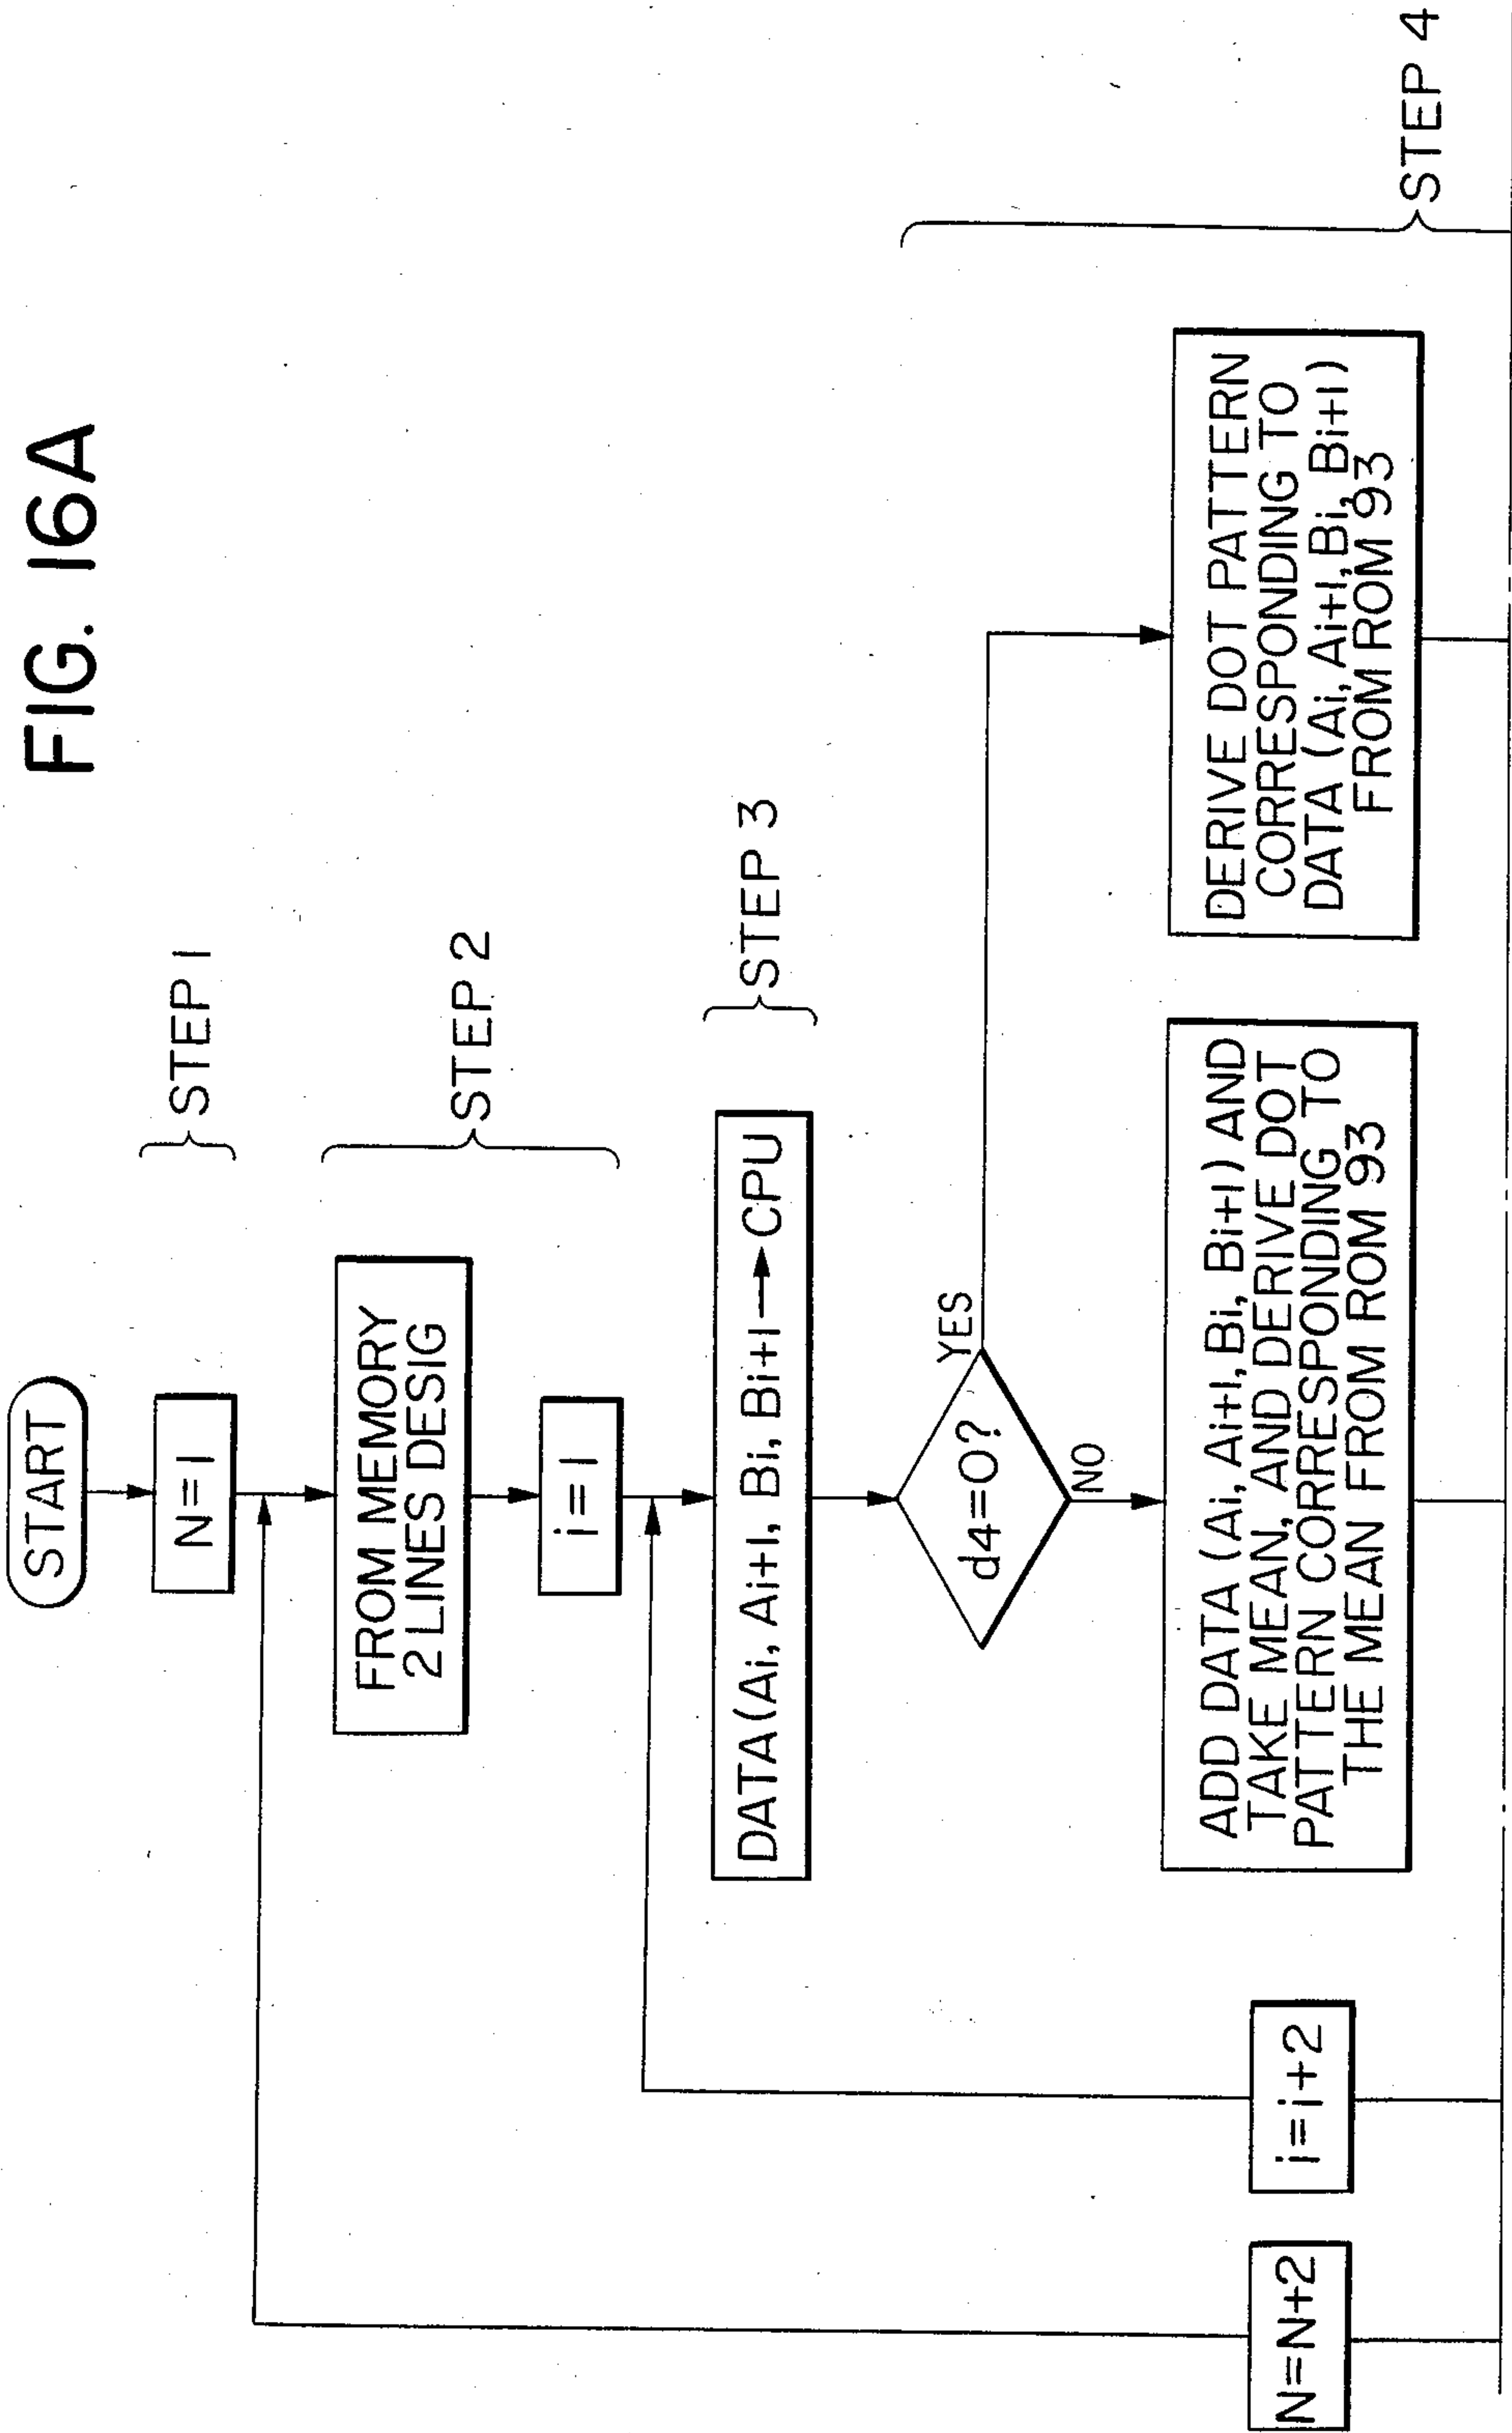 FIG. 16A
START
N=1
STEP 1
FROM MEMORY
2 LINES DESIG
STEP 2
i=1
DATA(Ai, Ai+1, Bi, Bi+1→CPU
STEP 3
d4=0?
YES
NO
ADD DATA (Ai, Ai+1, Bi, Bi+1) AND
TAKE MEAN, AND DERIVE DOT
PATTERN CORRESPONDING TO
THE MEAN FROM ROM 93
DERIVE DOT PATTERN
CORRESPONDING TO
DATA (Ai, Ai+1, Bi, Bi+1)
FROM ROM 93
STEP 4
i=i+2
N=N+2